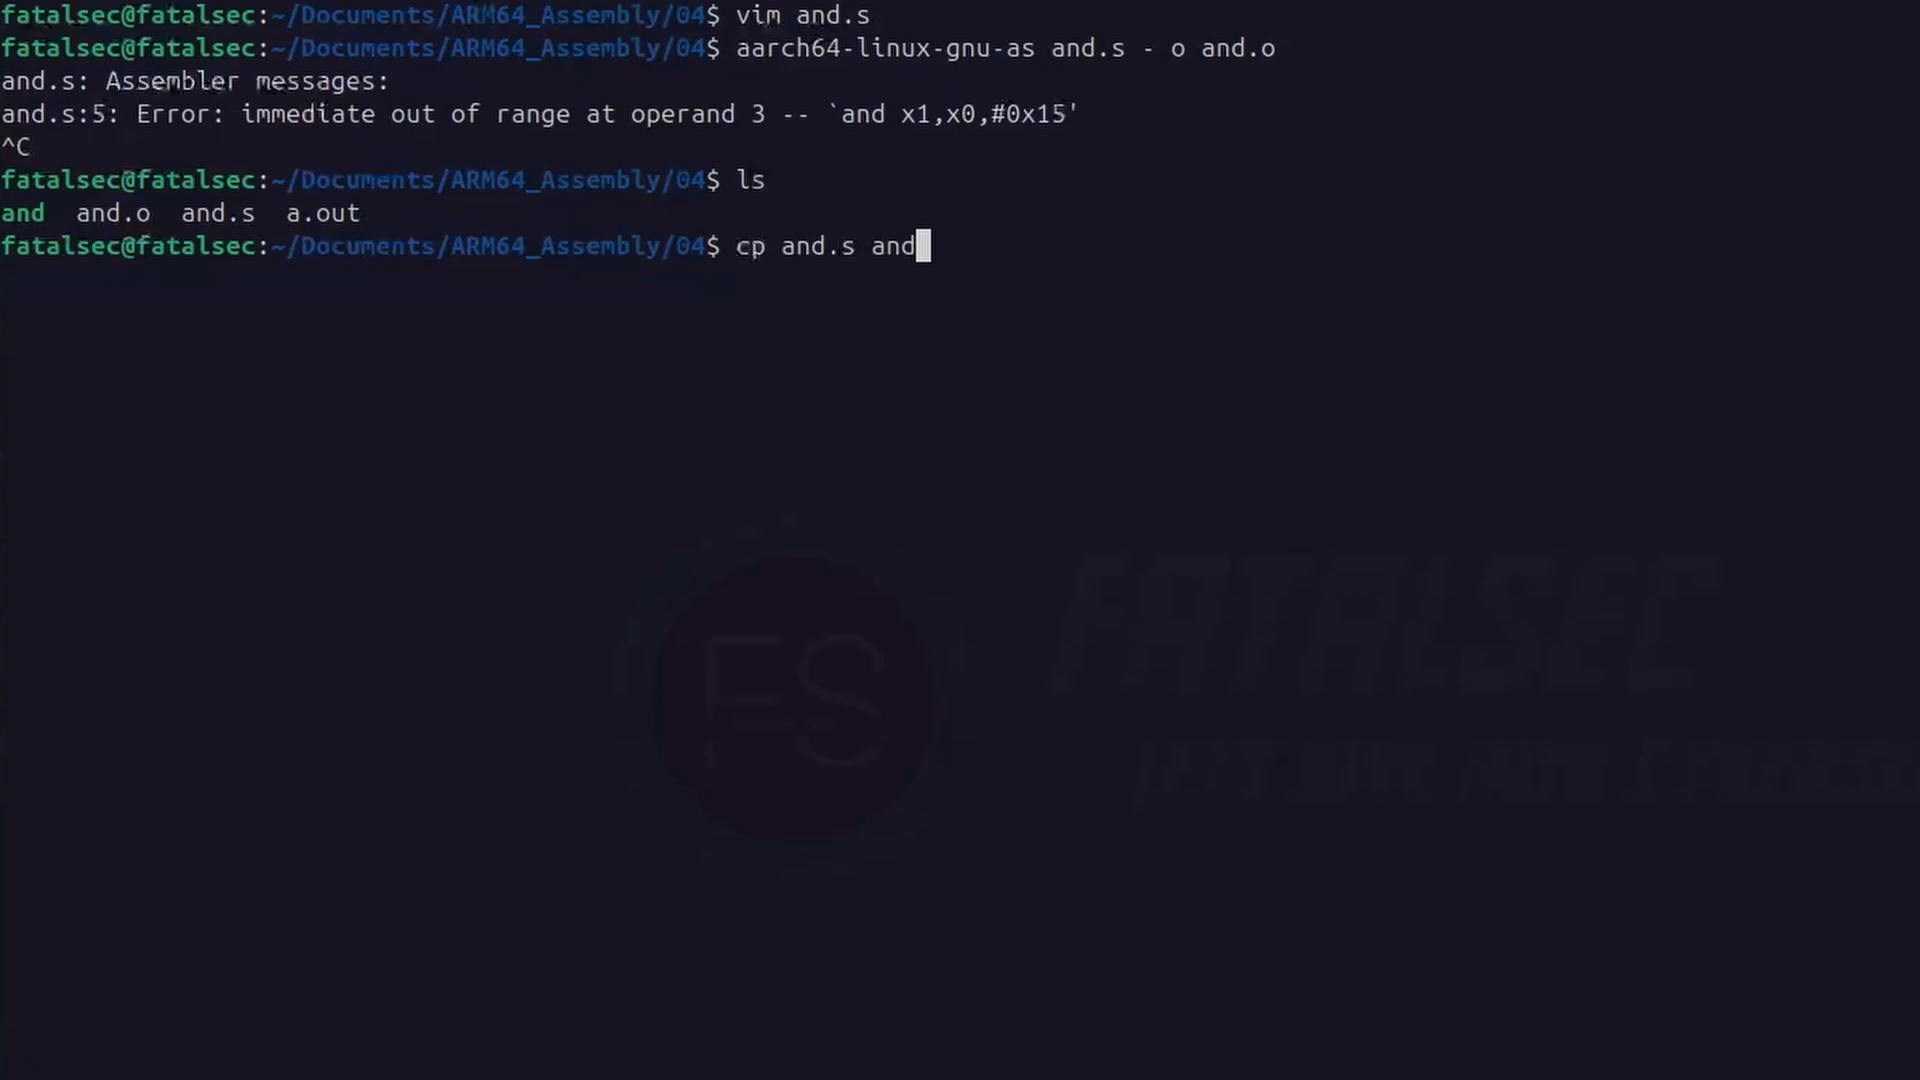 fatalsec@fatalsec:~/Documents/ARM64_Assembly/04$ vim and.s
fatalsec@fatalsec:~/Documents/ARM64_Assembly/04$ aarch64-linux-gnu-as and.s - o and.o
and.s: Assembler messages:
and.s:5: Error: immediate out of range at operand 3 -- `and x1,x0,#0x15'
^C
fatalsec@fatalsec:~/Documents/ARM64_Assembly/04$ ls
and  and.o  and.s  a.out
fatalsec@fatalsec:~/Documents/ARM64_Assembly/04$ cp and.s and
FS
FATALSEC